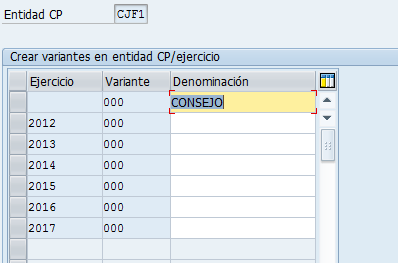 Entidad CP CJF1
Crear variantes en entidad CP/ejercicio
Ejercicio Variante Denominación
000 CONSEJO
2012 000
2013 000
2014 000
2015 000
2016 000
2017 000